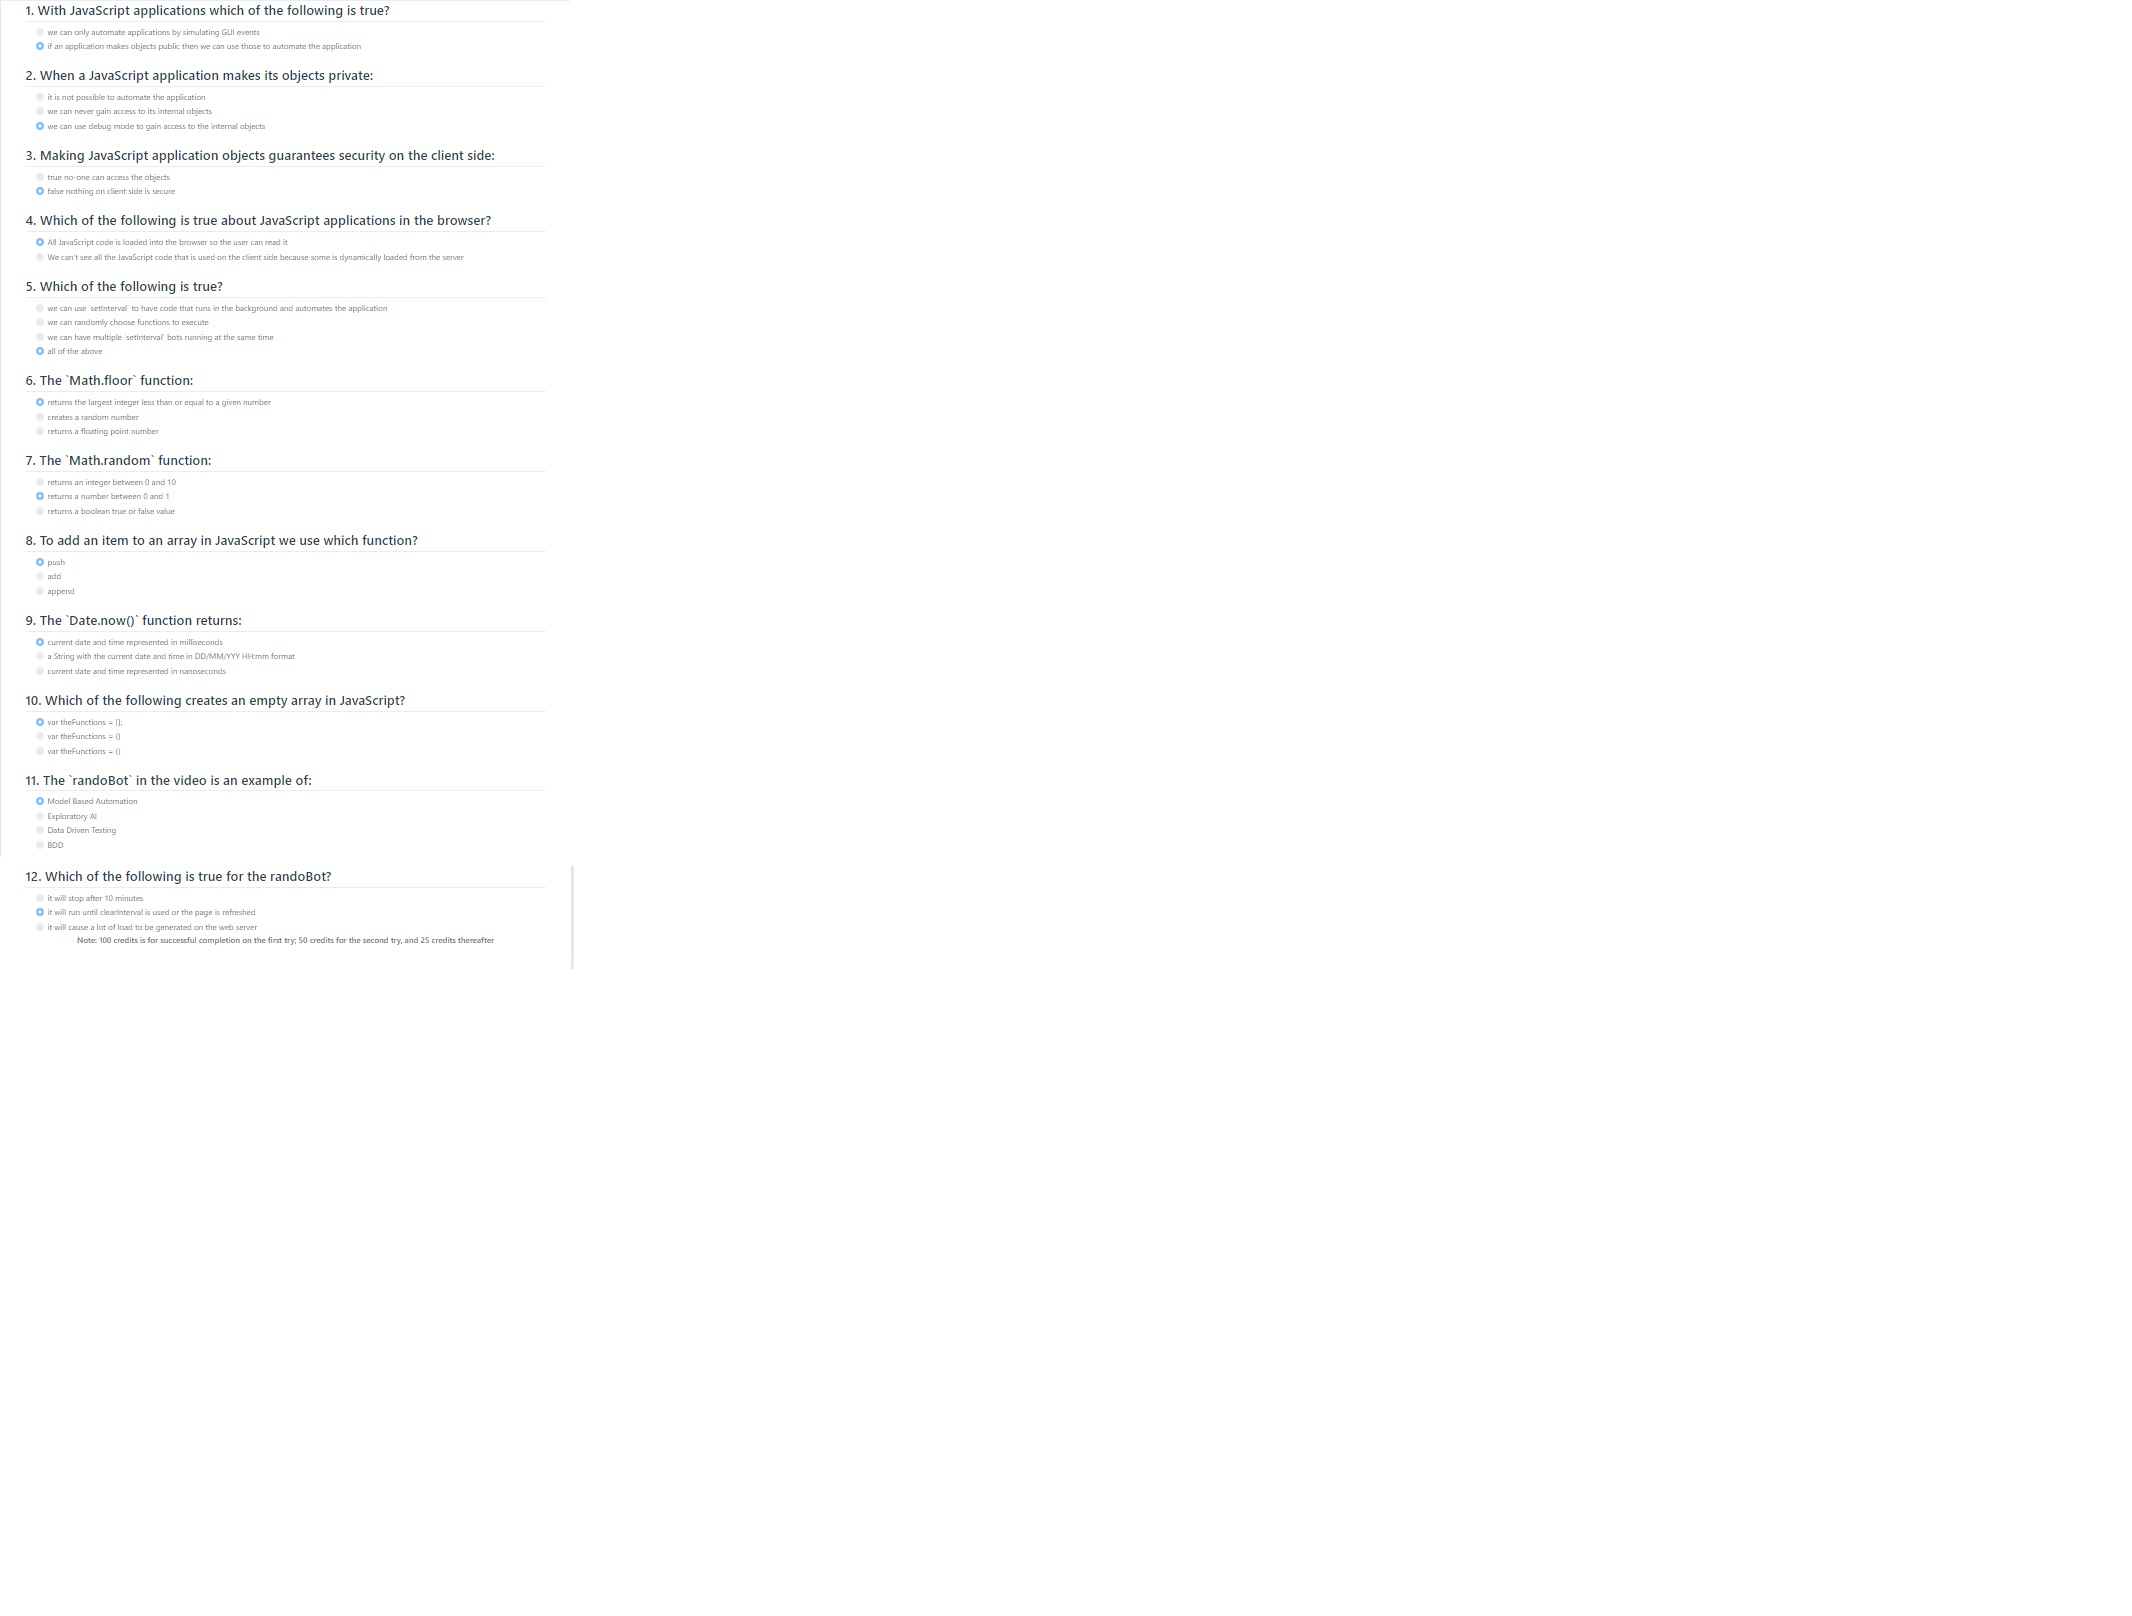 1. With JavaScript applications which of the following is true?
we can only automate applications by simulating GUI events
if an application makes objects public then we can use those to automate the application
2. When a JavaScript application makes its objects private:
it is not possible to automate the application
we can never gain access to its internal objects
we can use debug mode to gain access to the internal objects
3. Making JavaScript application objects guarantees security on the client side:
true no-one can access the objects
false nothing on client side is secure
4. Which of the following is true about JavaScript applications in the browser?
All JavaScript code is loaded into the browser so the user can read it
We can't see all the JavaScript code that is used on the client side because some is dynamically loaded from the server
5. Which of the following is true?
we can use `setInterval` to have code that runs in the background and automates the application
we can randomly choose functions to execute
we can have multiple `setInterval` bots running at the same time
all of the above
6. The `Math.floor` function:
returns the largest integer less than or equal to a given number
creates a random number
returns a floating point number
7. The `Math.random` function:
returns an integer between 0 and 10
returns a number between 0 and 1
returns a boolean true or false value
8. To add an item to an array in JavaScript we use which function?
push
add
append
9. The `Date.now()` function returns:
current date and time represented in milliseconds
a String with the current date and time in DD/MM/YYY HH:mm format
current date and time represented in nanoseconds
10. Which of the following creates an empty array in JavaScript?
var theFunctions = [];
var theFunctions =
var theFunctions =
11. The `randoBot` in the video is an example of:
Model Based Automation
Exploratory AI
Data Driven Testing
BDD
12. Which of the following is true for the randoBot?
it will stop after 10 minutes
it will run until clearInterval is used or the page is refreshed
it will cause a lot of load to be generated on the web server
Note: 100 credits is for successful completion on the first try; 50 credits for the second try, and 25 credits thereafter